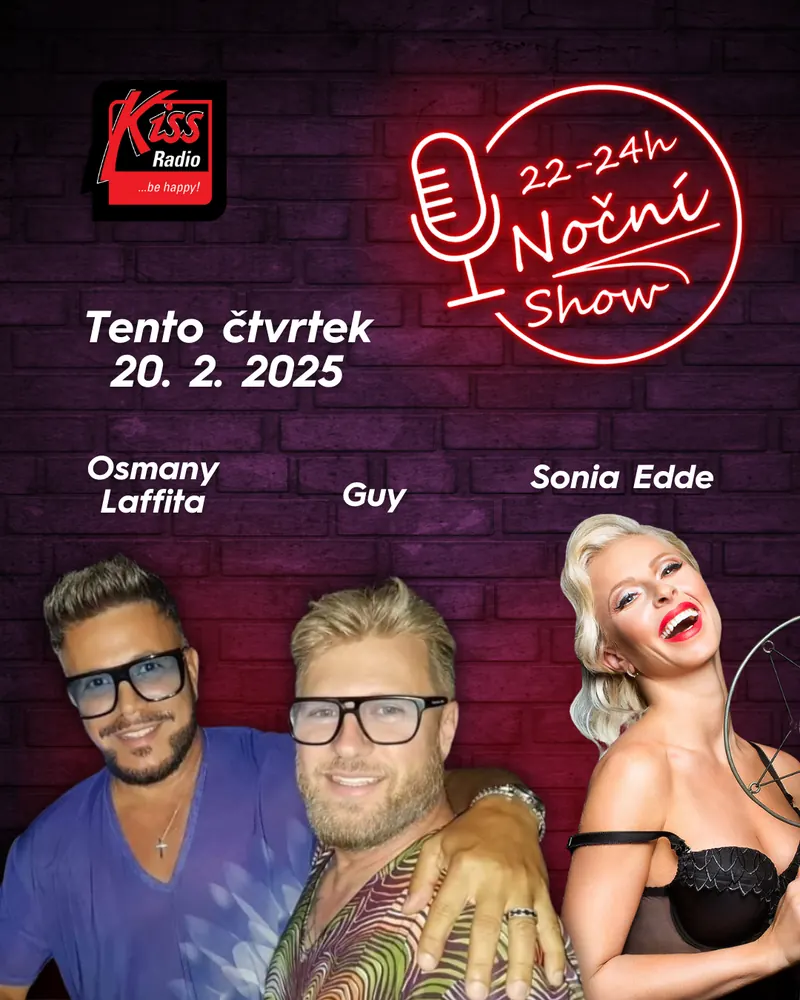 Kiss
Radio
...be happy!
22-24h
Noční
Show
Tento čtvrtek
20. 2. 2025
Osmany
Laffita
Guy
Sonia Edde